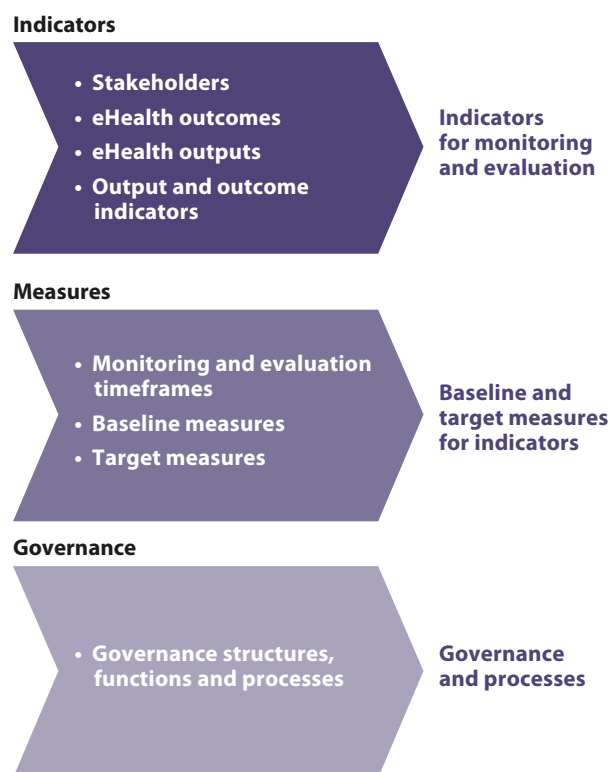 Indicators
• Stakeholders
• eHealth outcomes
• eHealth outputs
• Output and outcome
indicators
Indicators
for monitoring
and evaluation
Measures
• Monitoring and evaluation
timeframes
• Baseline measures
• Target measures
Baseline and
target measures
for indicators
Governance
• Governance structures,
functions and processes
Governance
and processes